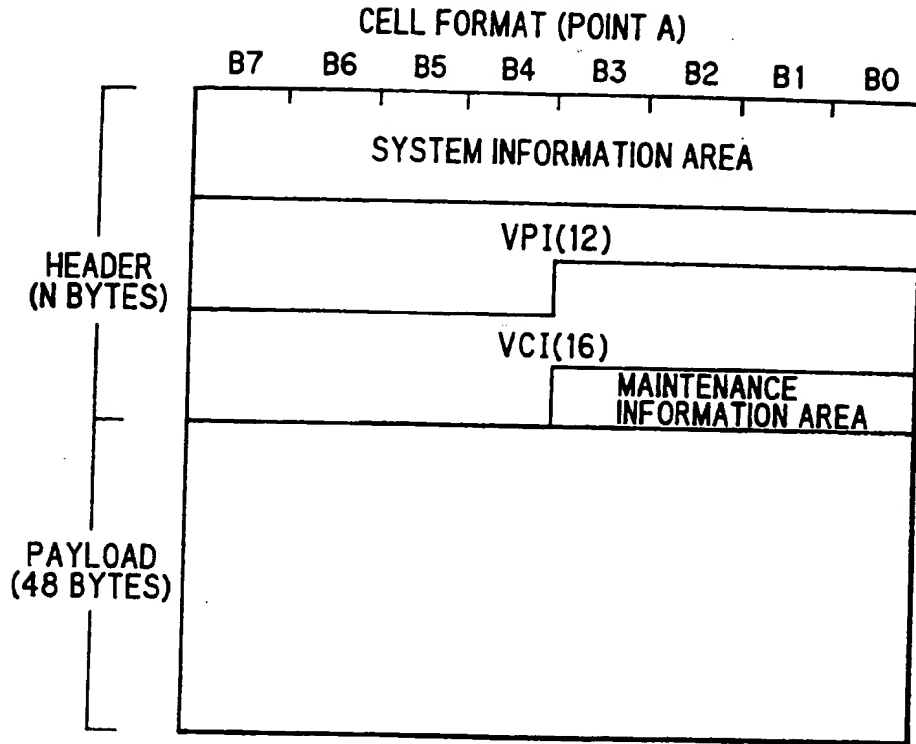 CELL FORMAT (POINT A)
B7 B6 B5 B4 B3 B2 B1 B0
SYSTEM INFORMATION AREA
VPI(12)
HEADER
(N BYTES)
VCI(16)
MAINTENANCE
INFORMATION AREA
PAYLOAD
(48 BYTES)